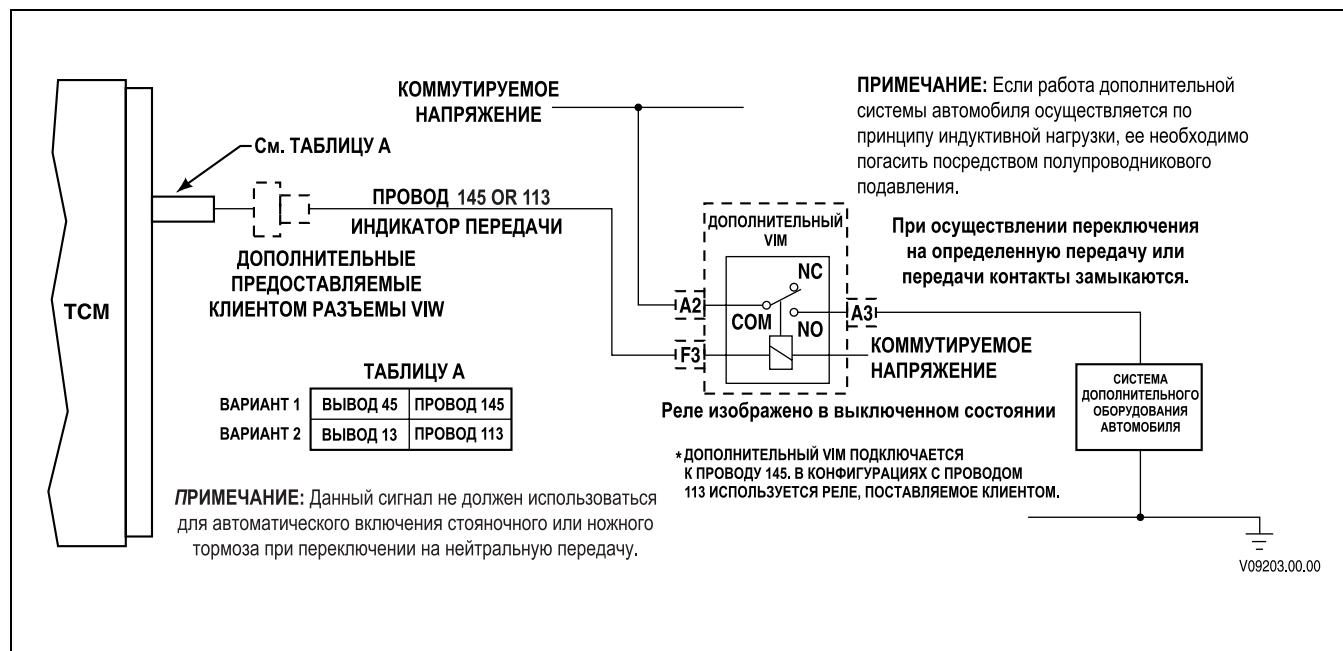 КОММУТИРУЕМОЕ
НАПРЯЖЕНИЕ
ПРИМЕЧАНИЕ: Если работа дополнительной
системы автомобиля осуществляется по
принципу индуктивной нагрузки, ее необходимо
погасить посредством полупроводникового
подавления.
См. ТАБЛИЦУ А
ПРОВОД 145 OR 113
ИНДИКАТОР ПЕРЕДАЧИ
ДОПОЛНИТЕЛЬНЫЕ
ПРЕДОСТАВЛЯЕМЫЕ
КЛИЕНТОМ РАЗЪЕМЫ VIW
TCM
ДОПОЛНИТЕЛЬНЫЙ
VIM
При осуществлении переключения
на определенную передачу или
передачи контакты замыкаются.
NC
A2
COM
NO
A3
F3
КОММУТИРУЕМОЕ
НАПРЯЖЕНИЕ
Реле изображено в выключенном состоянии
СИСТЕМА
ДОПОЛНИТЕЛЬНОГО
ОБОРУДОВАНИЯ
АВТОМОБИЛЯ
ТАБЛИЦУ А
ВАРИАНТ 1 ВЫВОД 45 ПРОВОД 145
ВАРИАНТ 2 ВЫВОД 13 ПРОВОД 113
* ДОПОЛНИТЕЛЬНЫЙ VIM ПОДКЛЮЧАЕТСЯ
К ПРОВОДУ 145. В КОНФИГУРАЦИЯХ С ПРОВОДОМ
113 ИСПОЛЬЗУЕТСЯ РЕЛЕ, ПОСТАВЛЯЕМОЕ КЛИЕНТОМ.
ПРИМЕЧАНИЕ: Данный сигнал не должен использоваться
для автоматического включения стояночного или ножного
тормоза при переключении на нейтральную передачу.
V09203.00.00